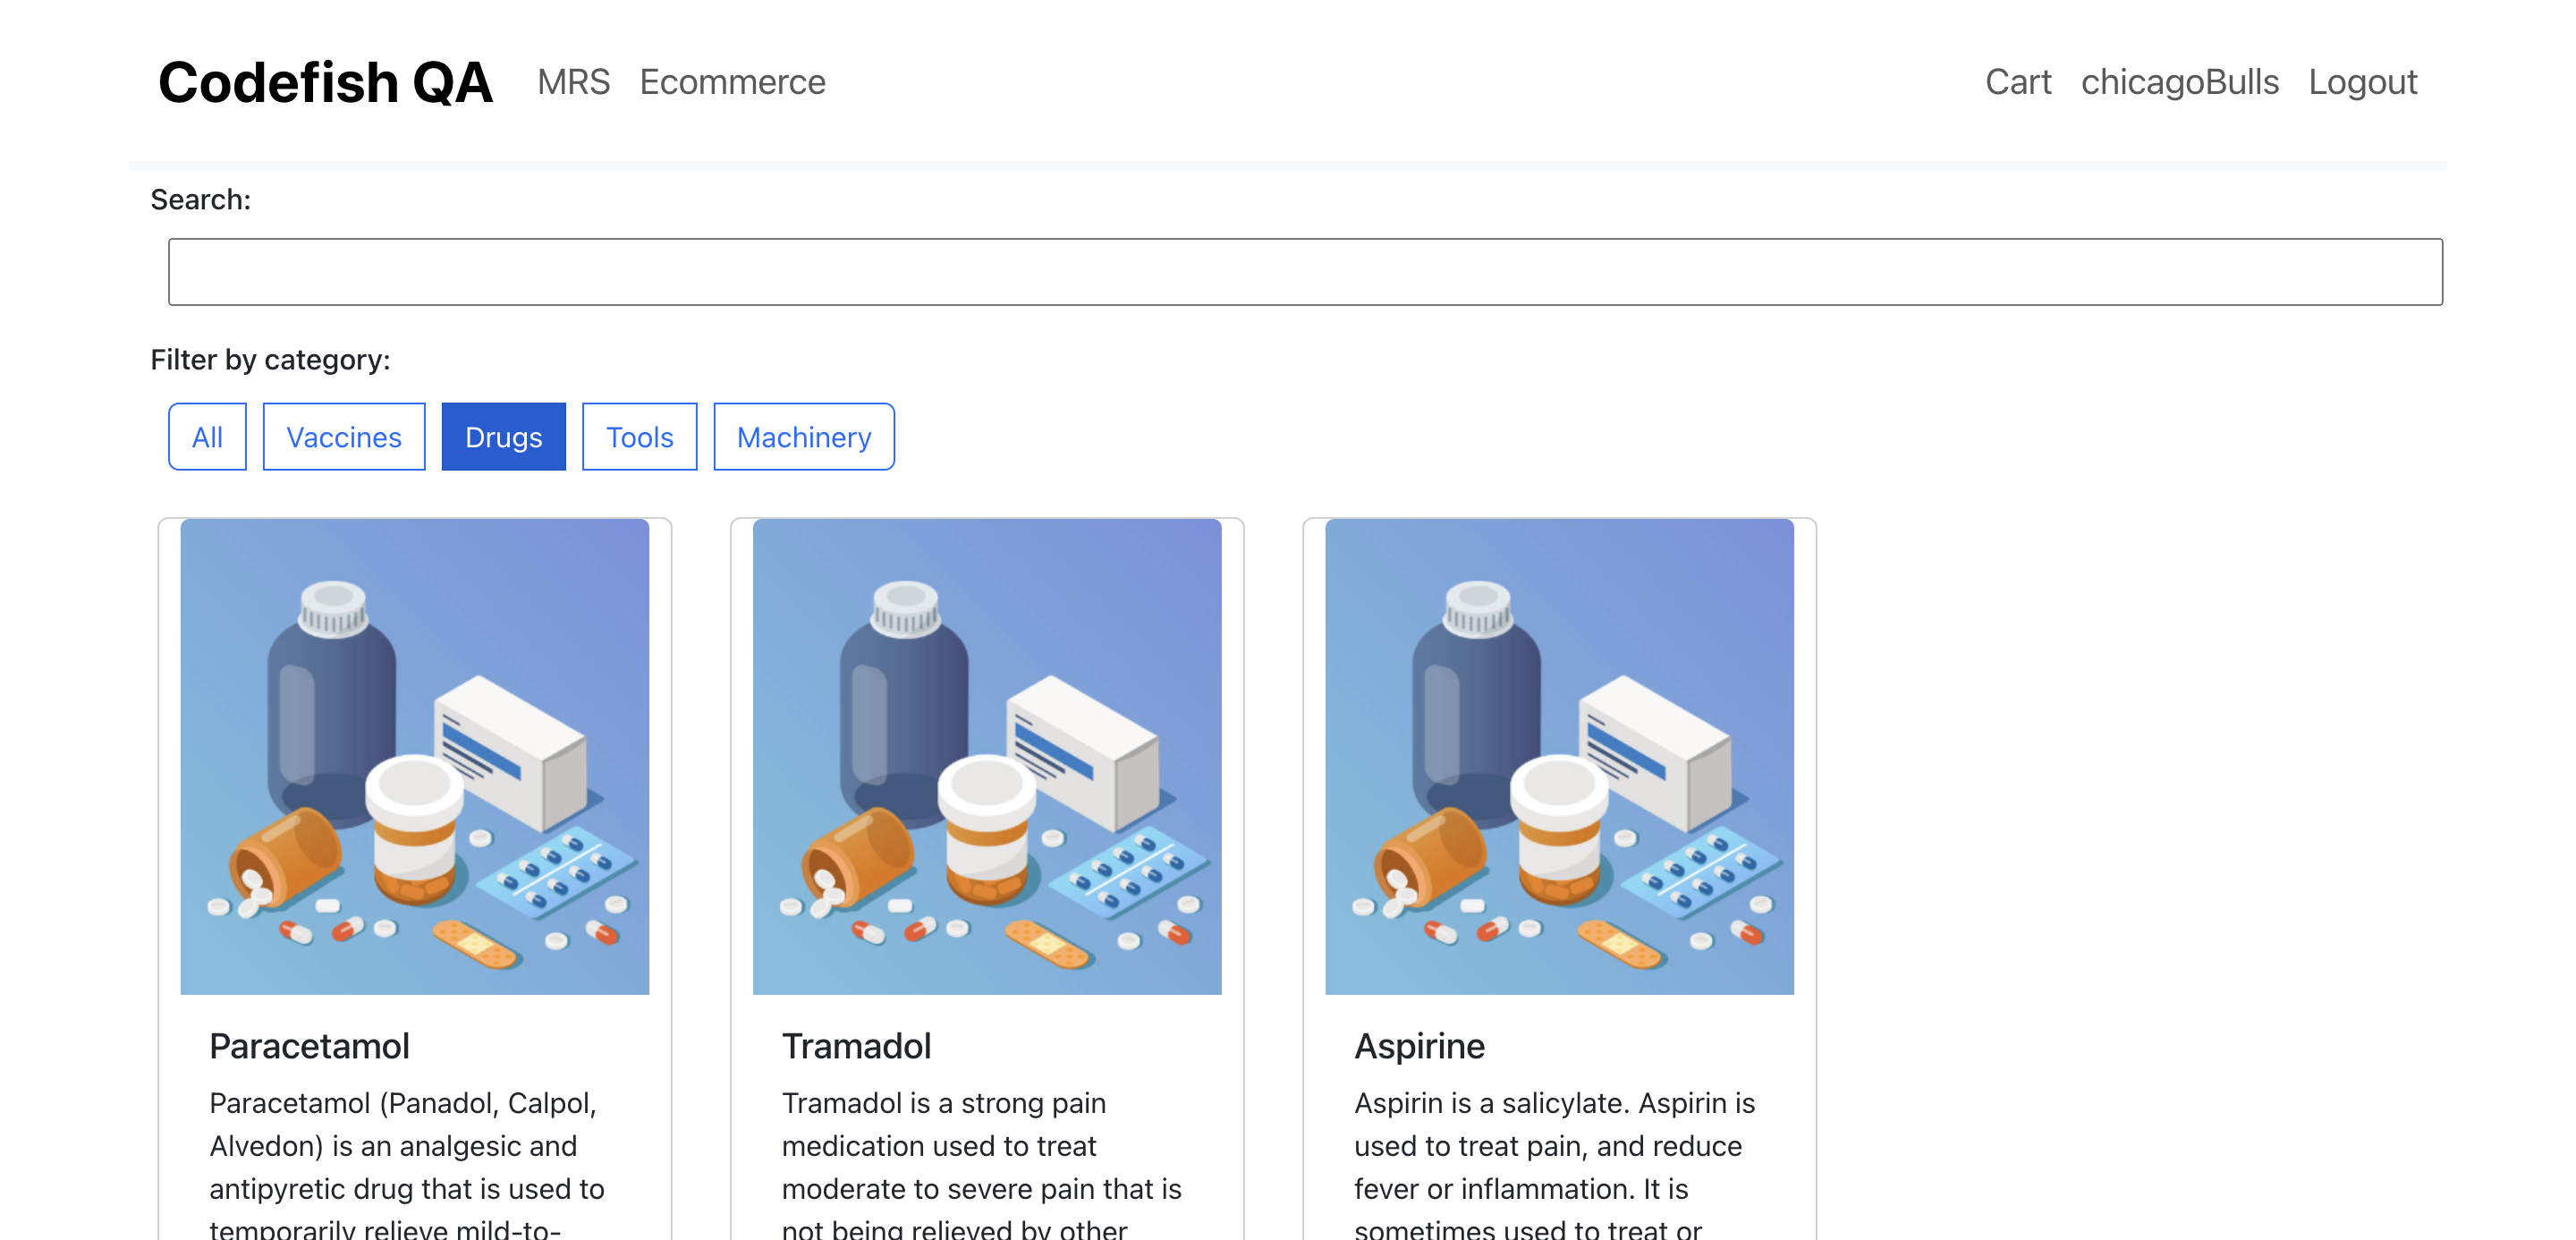 Codefish QA MRS Ecommerce Cart chicagoBulls Logout
Search:
Filter by category:
All Vaccines Drugs Tools Machinery
Paracetamol
Paracetamol (Panadol, Calpol,
Alvedon) is an analgesic and
antipyretic drug that is used to
temporarily relieve mild-to-
Tramadol
Tramadol is a strong pain
medication used to treat
moderate to severe pain that is
not being relieved by other
Aspirine
Aspirin is a salicylate. Aspirin is
used to treat pain, and reduce
fever or inflammation. It is
sometimes used to treat or